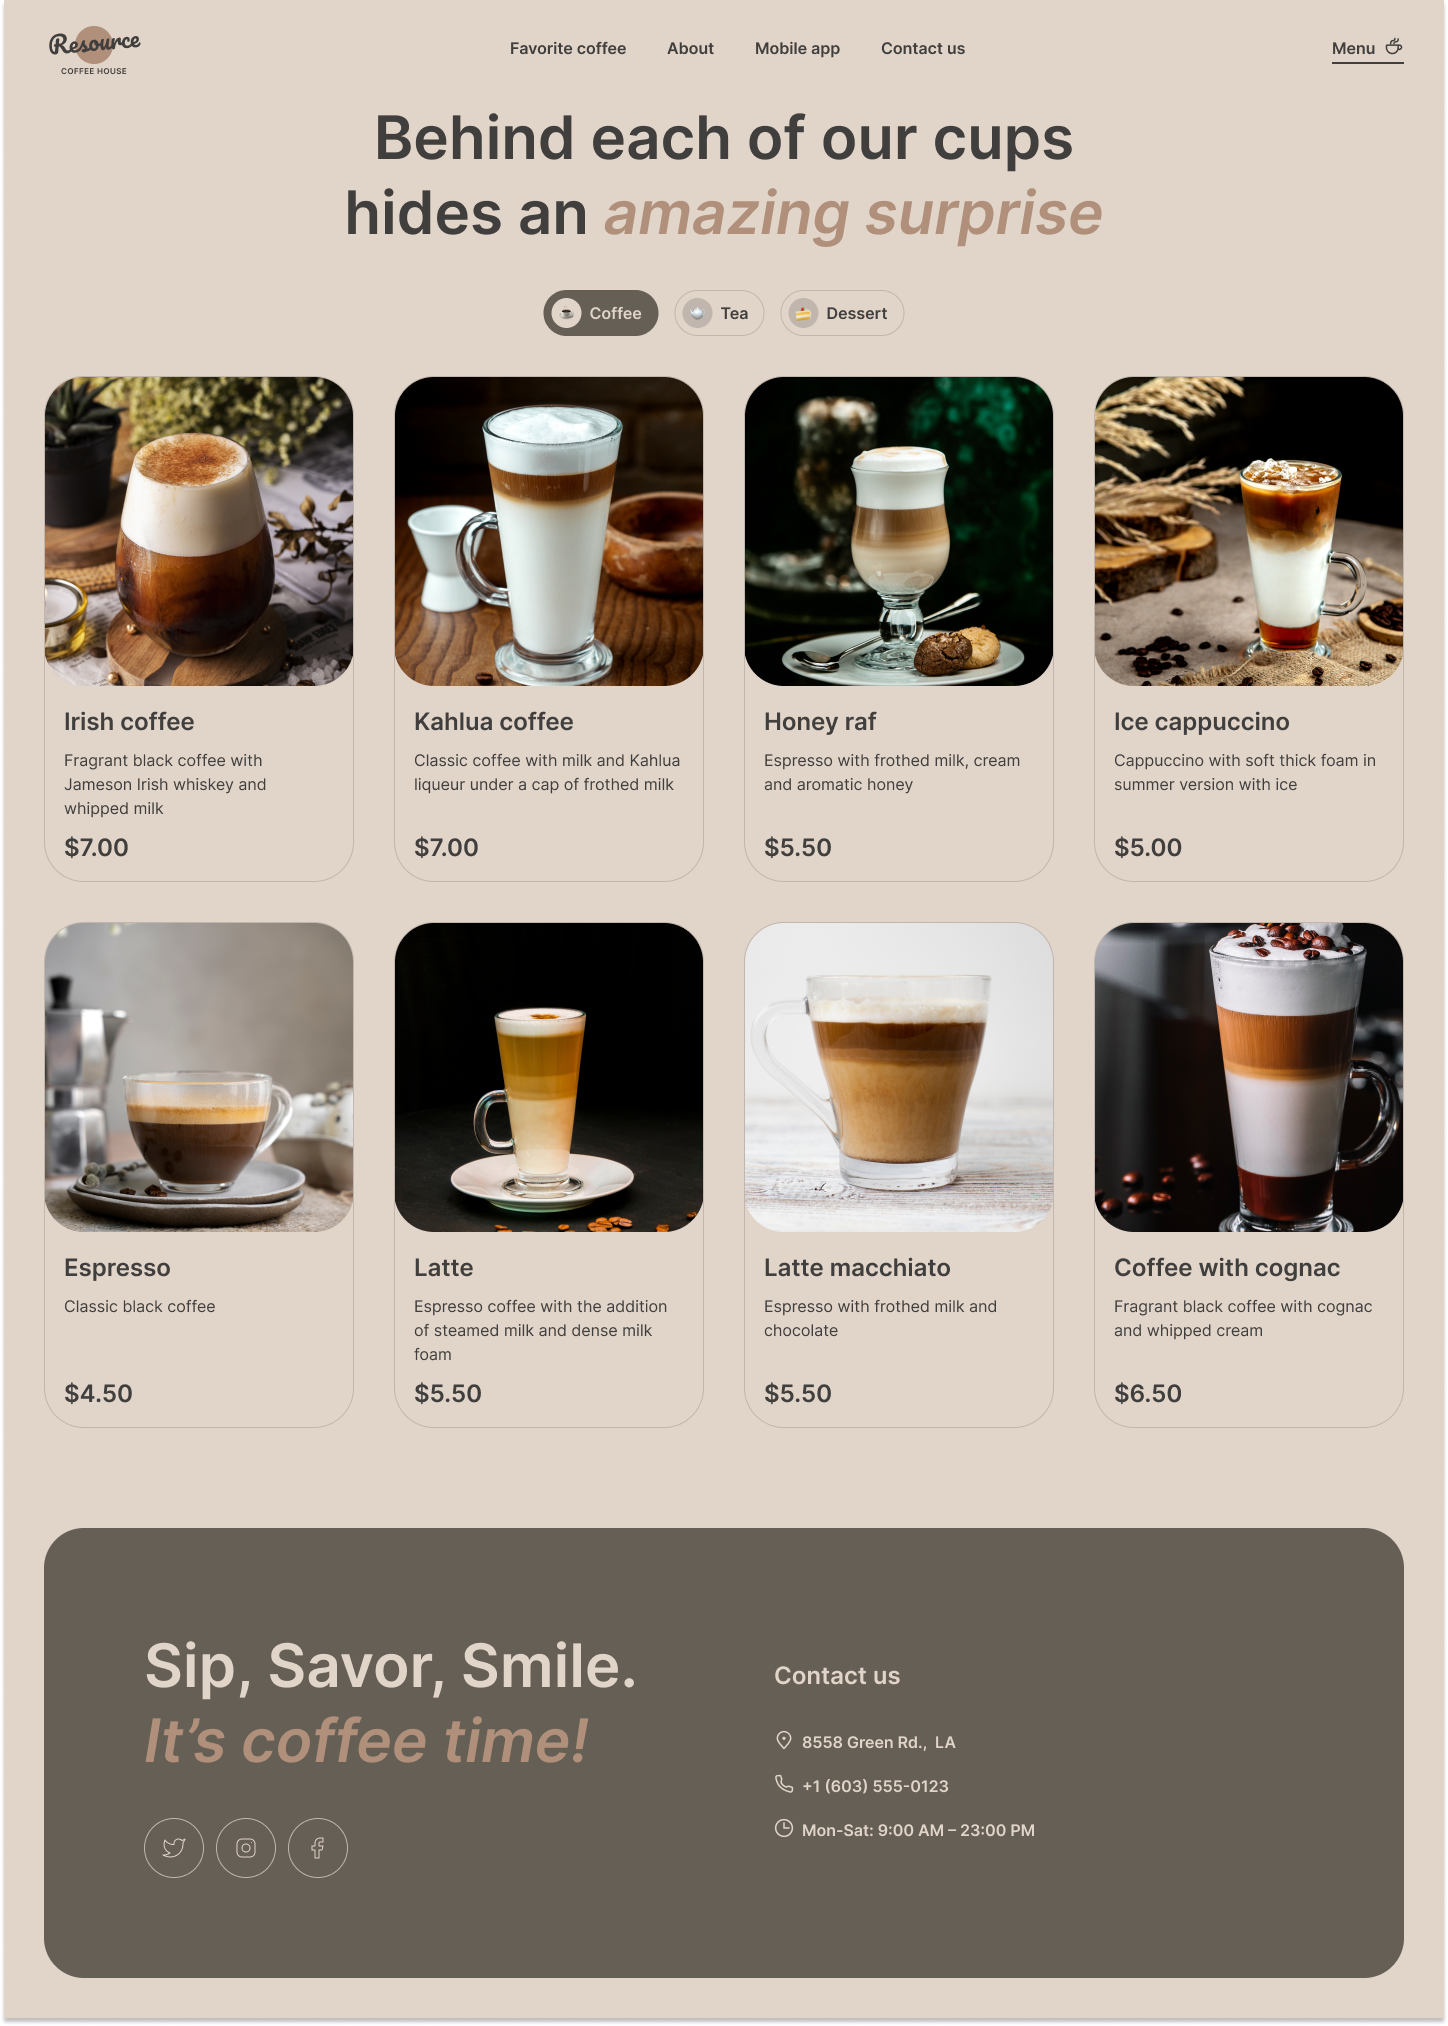 Resource
COFFEE HOUSE
Favorite coffee
About
Mobile app
Contact us
Menu
Behind each of our cups
hides an amazing surprise
Coffee
Tea
Dessert
Irish coffee
Fragrant black coffee with
Jameson Irish whiskey and
whipped milk
$7.00
Kahlua coffee
Classic coffee with milk and Kahlua
liqueur under a cap of frothed milk
$7.00
Honey raf
Espresso with frothed milk, cream
and aromatic honey
$5.50
Ice cappuccino
Cappuccino with soft thick foam in
summer version with ice
$5.00
Espresso
Classic black coffee
$4.50
Latte
Espresso coffee with the addition
of steamed milk and dense milk
foam
$5.50
Latte macchiato
Espresso with frothed milk and
chocolate
$5.50
Coffee with cognac
Fragrant black coffee with cognac
and whipped cream
$6.50
Sip, Savor, Smile.
It’s coffee time!
Contact us
8558 Green Rd., LA
+1 (603) 555-0123
Mon-Sat: 9:00 AM – 23:00 PM